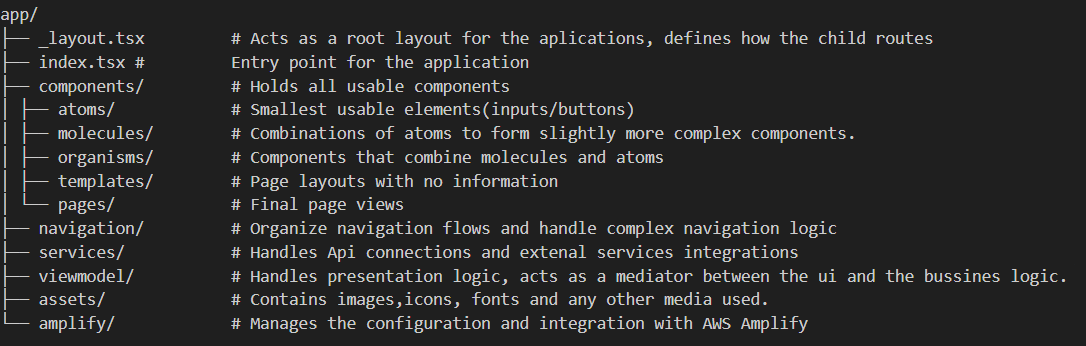 app/
├── _layout.tsx         # Acts as a root layout for the aplications, defines how the child routes
├── index.tsx #         Entry point for the application
├── components/         # Holds all usable components
│ ├── atoms/            # Smallest usable elements(inputs/buttons)
│ ├── molecules/        # Combinations of atoms to form slightly more complex components.
│ ├── organisms/        # Components that combine molecules and atoms
│ ├── templates/        # Page layouts with no information
│ └── pages/            # Final page views
├── navigation/         # Organize navigation flows and handle complex navigation logic
├── services/           # Handles Api connections and extenal services integrations
├── viewmodel/          # Handles presentation logic, acts as a mediator between the ui and the bussines logic.
├── assets/             # Contains images,icons, fonts and any other media used.
└── amplify/            # Manages the configuration and integration with AWS Amplify